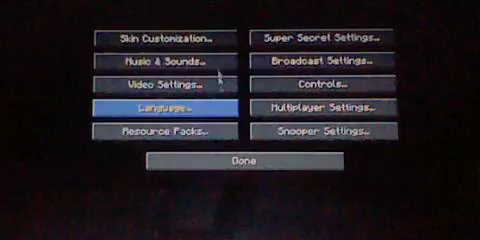 Skin Customization... Super Secret Settings...
Music & Sounds... Broadcast Settings...
Video Settings... Controls...
Language... Multiplayer Settings...
Resource Packs... Snooper Settings...
Done